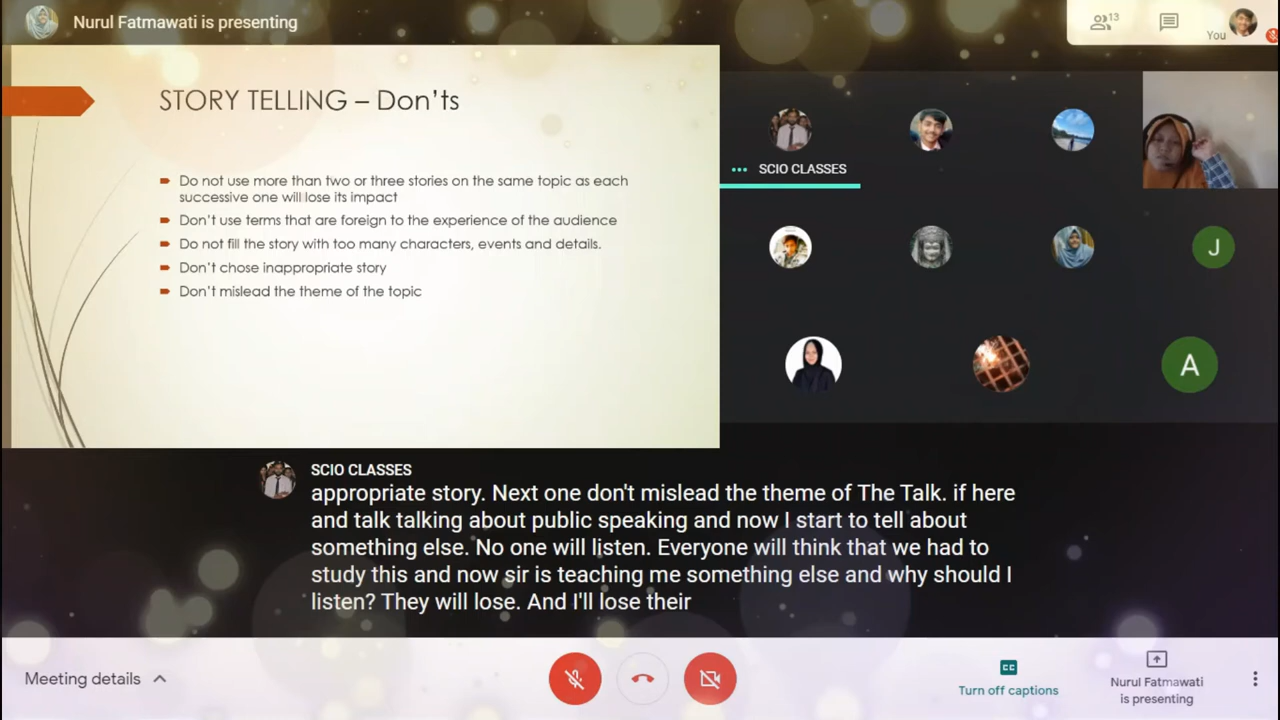 Nurul Fatmawati is presenting
13
You
STORY TELLING – Don'ts
Do not use more than two or three stories on the same topic as each
successive one will lose its impact
Don't use terms that are foreign to the experience of the audience
Do not fill the story with too many characters, events and details.
Don't chose inappropriate story
Don't mislead the theme of the topic
SCIO CLASSES
J
A
SCIO CLASSES
appropriate story. Next one don't mislead the theme of The Talk. if here
and talk talking about public speaking and now I start to tell about
something else. No one will listen. Everyone will think that we had to
study this and now sir is teaching me something else and why should I
listen? They will lose. And I'll lose their
Meeting details
CC
Turn off captions
Nurul Fatmawati
is presenting